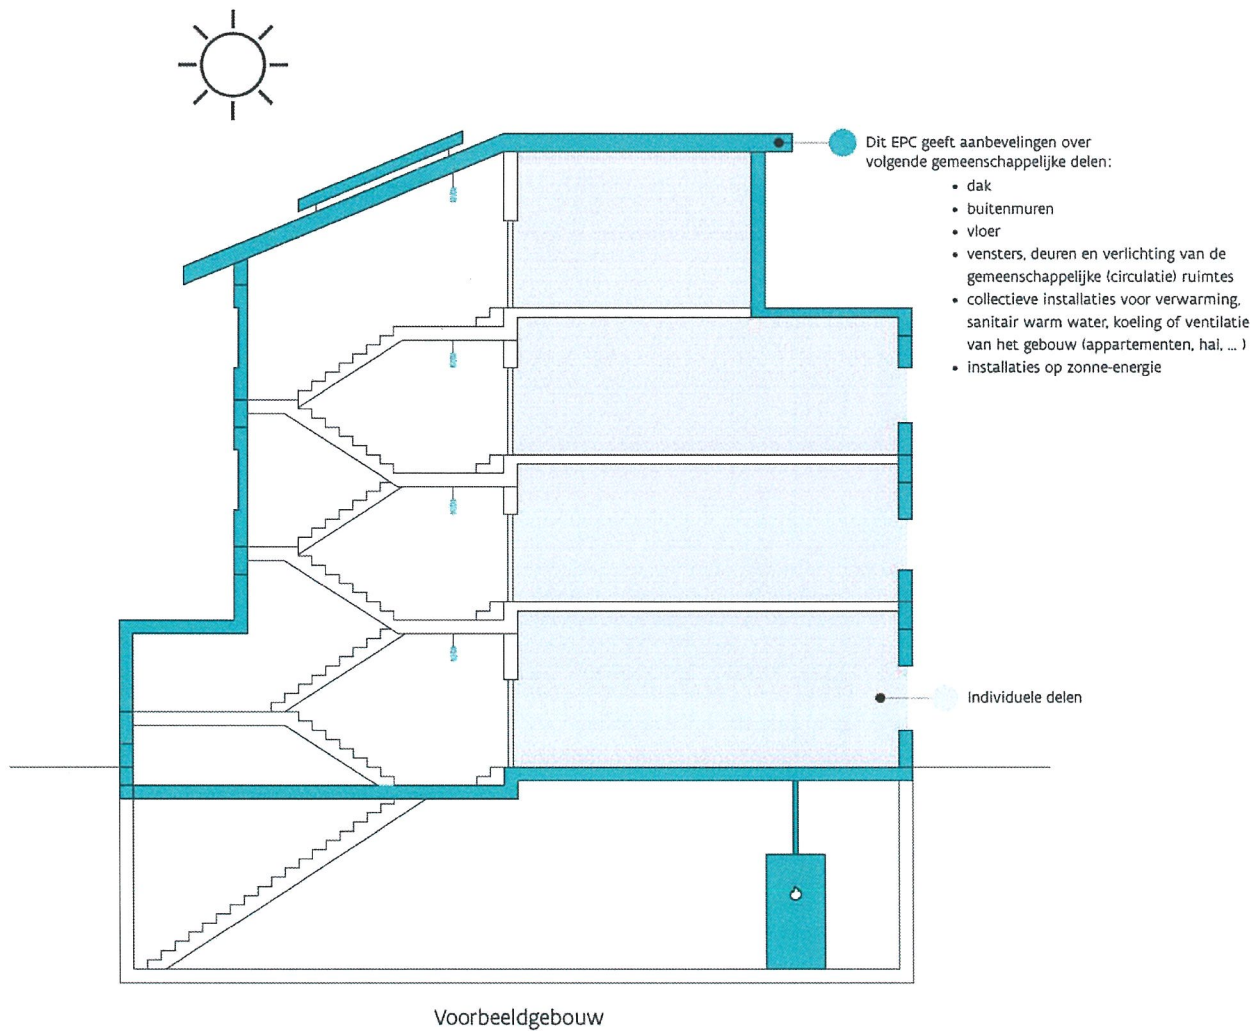 Dit EPC geeft aanbevelingen over
volgende gemeenschappelijke delen:
• dak
• buitenmuren
• vloer
• vensters, deuren en verlichting van de
gemeenschappelijke (circulatie) ruimtes
• collectieve installaties voor verwarming,
sanitair warm water, koeling of ventilatie
van het gebouw (appartementen, hal, ... )
• installaties op zonne-energie
Individuele delen
Voorbeeldgebouw